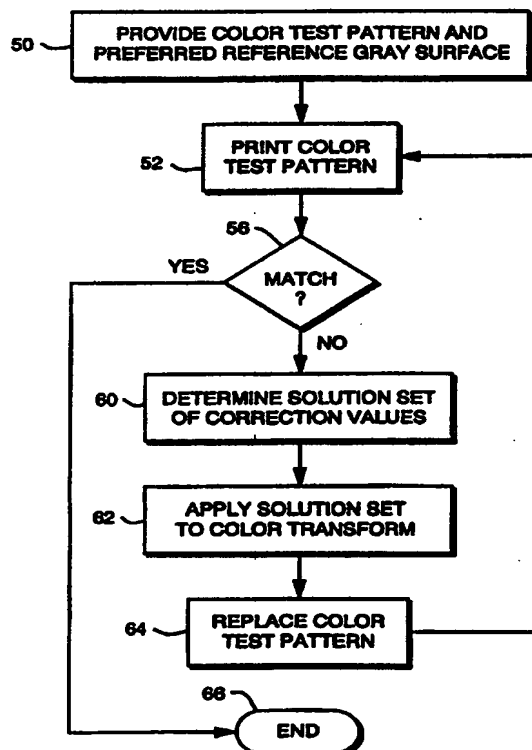 50
PROVIDE COLOR TEST PATTERN AND
PREFERRED REFERENCE GRAY SURFACE
52
PRINT COLOR
TEST PATTERN
56
YES
MATCH
?
NO
60
DETERMINE SOLUTION SET
OF CORRECTION VALUES
62
APPLY SOLUTION SET
TO COLOR TRANSFORM
64
REPLACE COLOR
TEST PATTERN
66
END